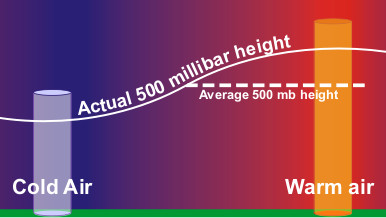 Actual 500 millibar height
Average 500 mb height
Cold Air
Warm air